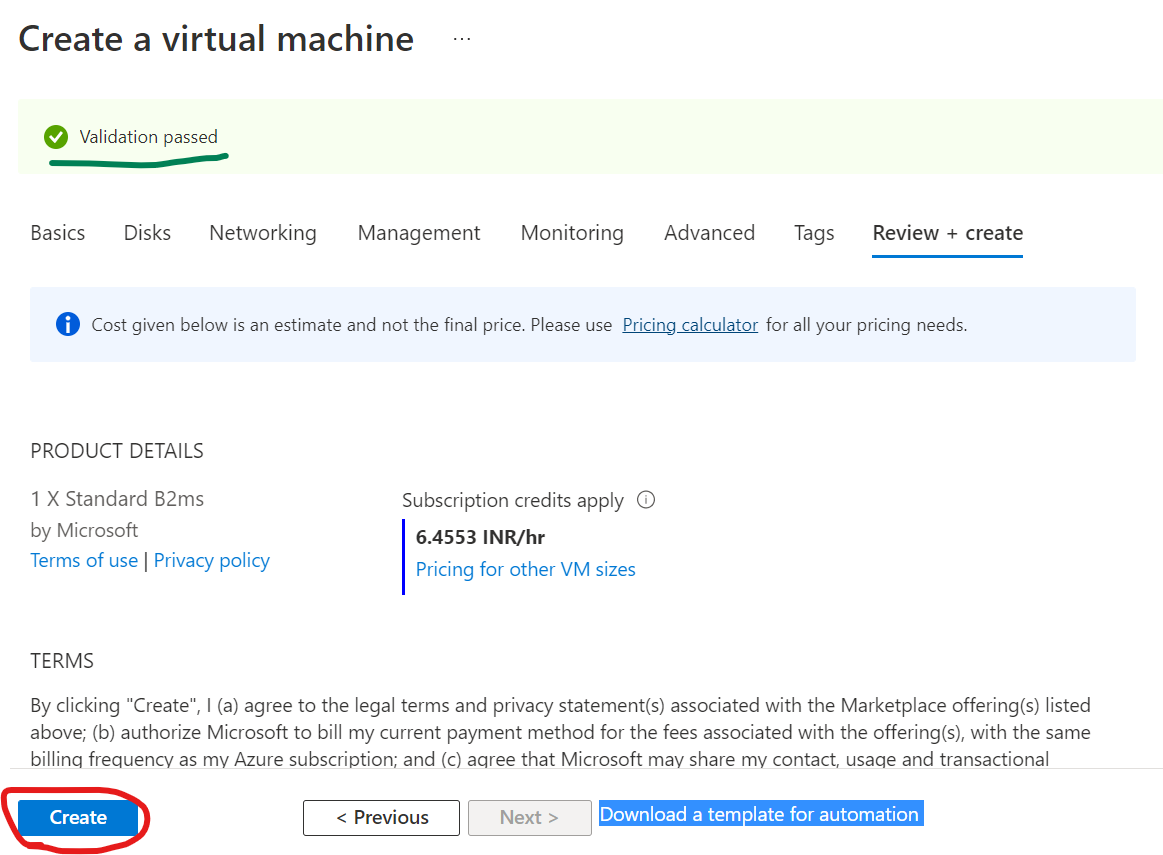 Create a virtual machine ...
Validation passed
Basics Disks Networking Management Monitoring Advanced Tags Review + create
Cost given below is an estimate and not the final price. Please use Pricing calculator for all your pricing needs.
PRODUCT DETAILS
1 X Standard B2ms
by Microsoft
Terms of use | Privacy policy
Subscription credits apply
6.4553 INR/hr
Pricing for other VM sizes
TERMS
By clicking "Create", I (a) agree to the legal terms and privacy statement(s) associated with the Marketplace offering(s) listed
above; (b) authorize Microsoft to bill my current payment method for the fees associated with the offering(s), with the same
billing frequency as my Azure subscription; and (c) agree that Microsoft may share my contact, usage and transactional
Create < Previous Next > Download a template for automation